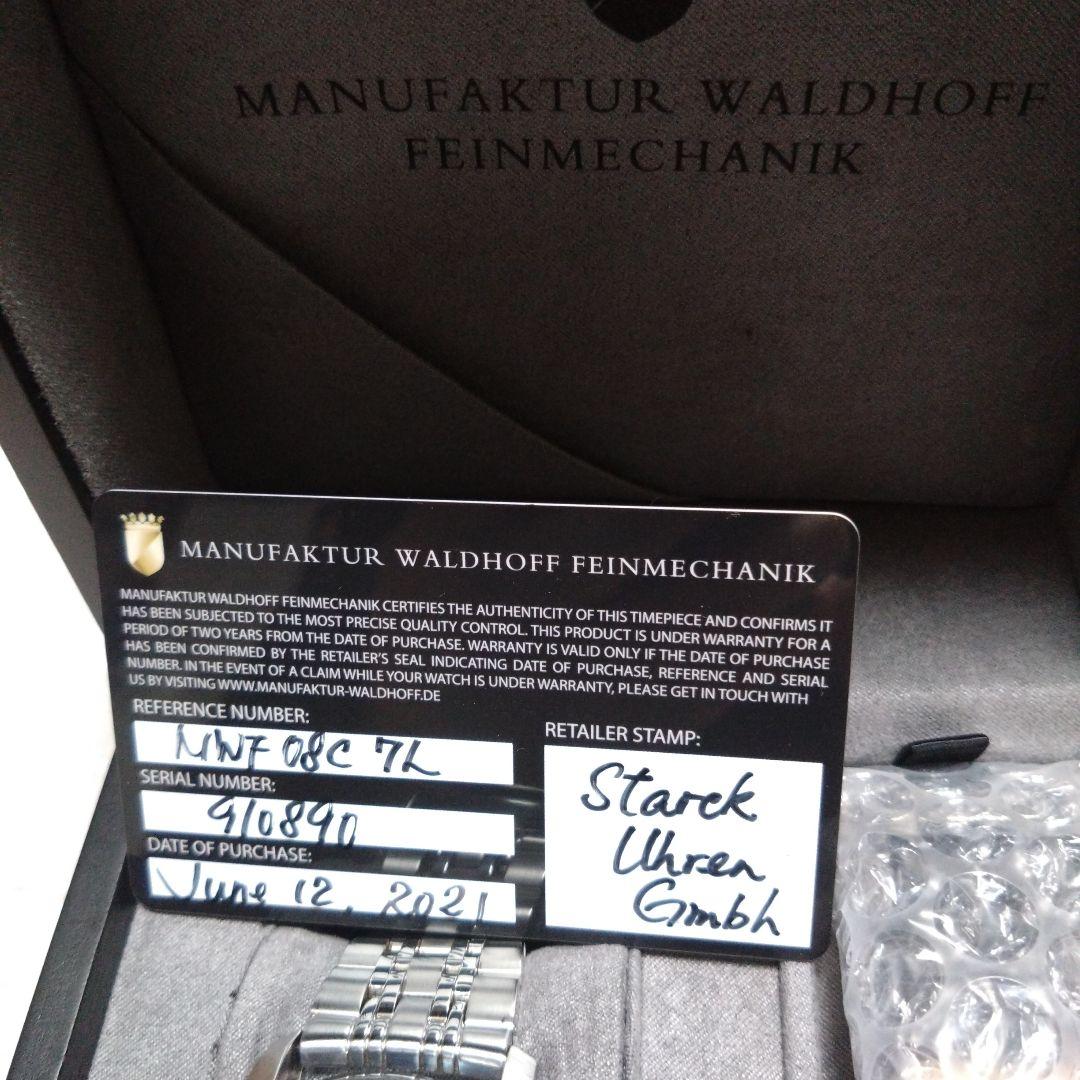 MANUFAKTUR WALDHOFF
FEINMECHANIK
MANUFAKTUR WALDHOFF FEINMECHANIK
MANUFAKTUR WALDHOFF FEINMECHANIK CERTIFIES THE AUTHENTICITY OF THIS TIMEPIECE AND CONFIRMS IT
HAS BEEN SUBJECTED TO THE MOST PRECISE QUALITY CONTROL. THIS PRODUCT IS UNDER WARRANTY FOR A
PERIOD OF TWO YEARS FROM THE DATE OF PURCHASE. WARRANTY IS VALID ONLY IF THE DATE OF PURCHASE
HAS BEEN CONFIRMED BY THE RETAILER'S SEAL INDICATING DATE OF PURCHASE, REFERENCE AND SERIAL
NUMBER. IN THE EVENT OF A CLAIM WHILE YOUR WATCH IS UNDER WARRANTY, PLEASE GET IN TOUCH WITH
US BY VISITING WWW.MANUFAKTUR-WALDHOFF.DE
REFERENCE NUMBER:
MWF 08C 7L
SERIAL NUMBER:
910890
DATE OF PURCHASE:
June 12, 2021
RETAILER STAMP:
Starck
Uhren
Gmbh